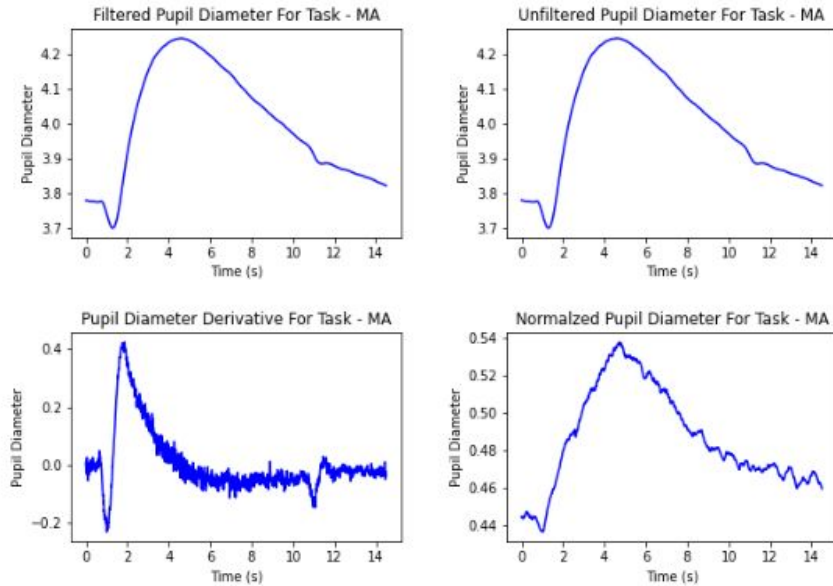 Filtered Pupil Diameter For Task - MA
4.2
4.1
4.0
3.9
3.8
3.7
Pupil Diameter
0 2 4 6 8 10 12 14
Time (s)
Unfiltered Pupil Diameter For Task - MA
4.2
4.1
4.0
3.9
3.8
3.7
Pupil Diameter
0 2 4 6 8 10 12 14
Time (s)
Pupil Diameter Derivative For Task - MA
0.4
0.2
0.0
−0.2
Pupil Diameter
0 2 4 6 8 10 12 14
Time (s)
Normalzed Pupil Diameter For Task - MA
0.54
0.52
0.50
0.48
0.46
0.44
Pupil Diameter
0 2 4 6 8 10 12 14
Time (s)